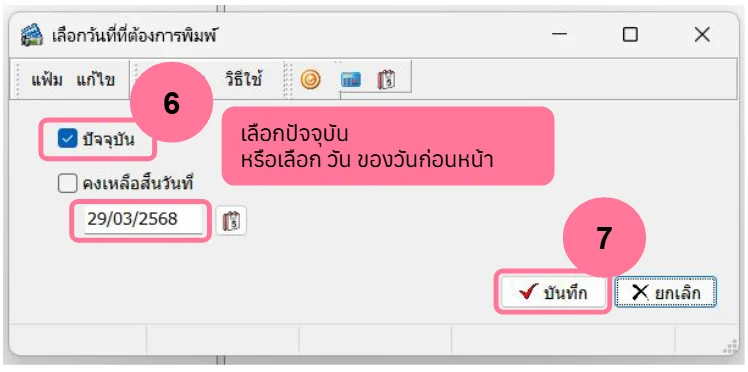 เลือกวันที่ที่ต้องการพิมพ์
แฟ้ม แก้ไข วิธีใช้
6
ปัจจุบัน
เลือกปัจจุบัน
หรือเลือก วัน ของวันก่อนหน้า
คงเหลือสิ้นวันที่
29/03/2568
7
บันทึก
ยกเลิก